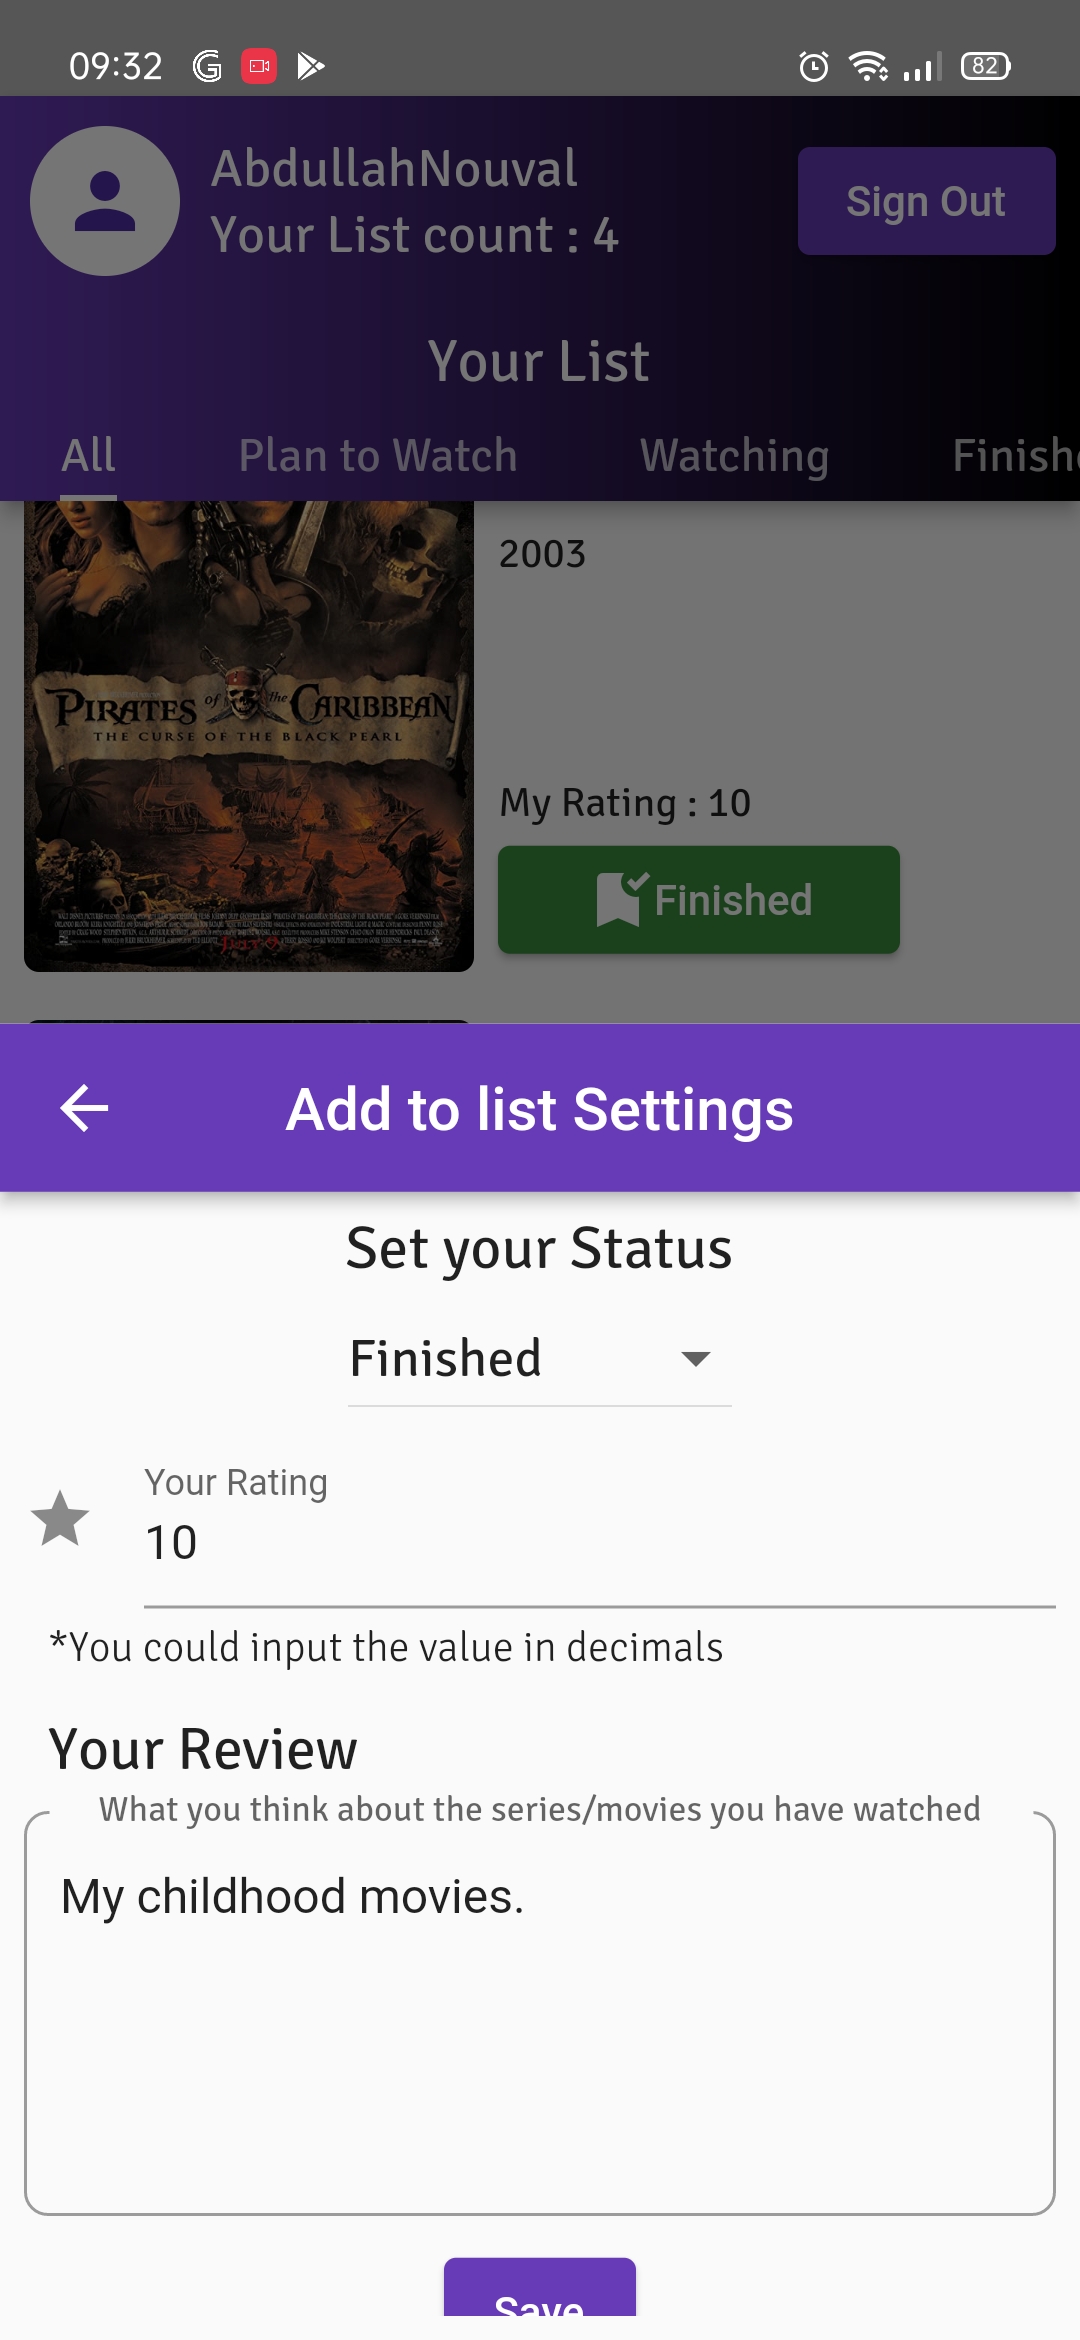 09:32
82
AbdullahNouval
Your List count : 4
Sign Out
Your List
All Plan to Watch Watching Finishe
PIRATES of the CARIBBEAN
THE CURSE OF THE BLACK PEARL
2003
My Rating : 10
Finished
Add to list Settings
Set your Status
Finished
Your Rating
10
*You could input the value in decimals
Your Review
What you think about the series/movies you have watched
My childhood movies.
Save